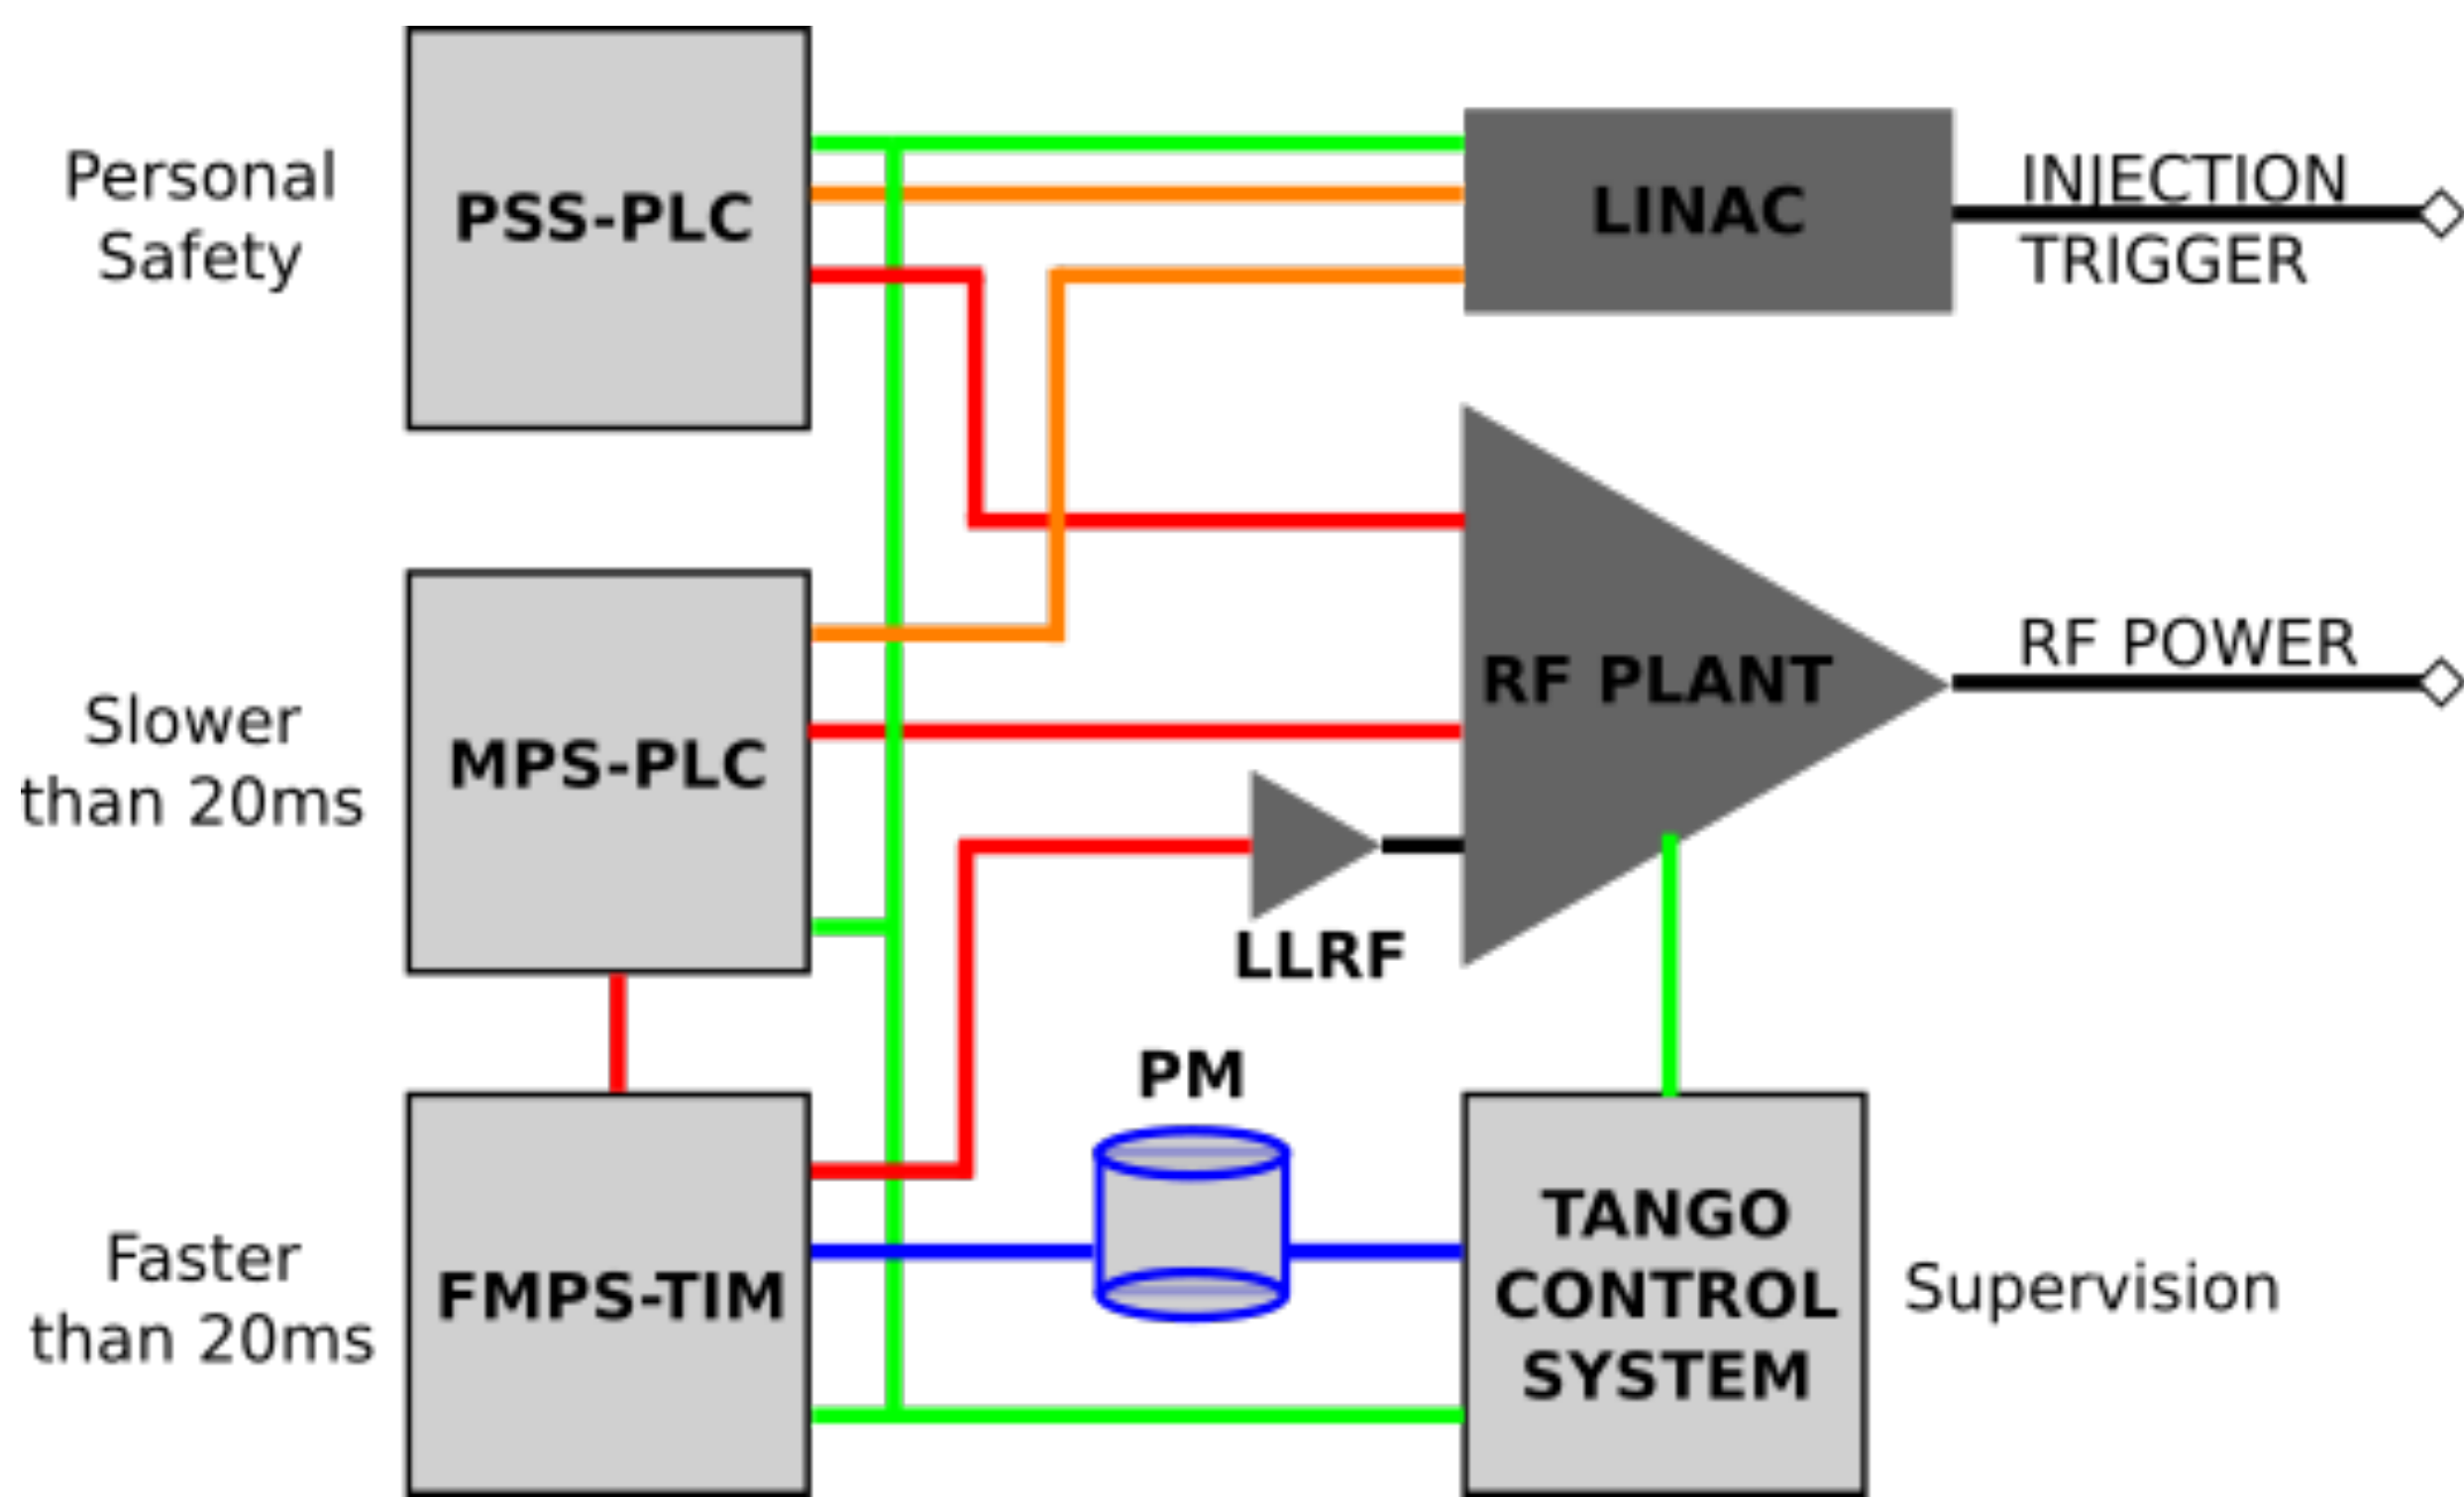 Personal
Safety
PSS-PLC
LINAC
INJECTION
TRIGGER
Slower
than 20ms
MPS-PLC
RF PLANT
RF POWER
LLRF
PM
Faster
than 20ms
FMPS-TIM
TANGO
CONTROL
SYSTEM
Supervision